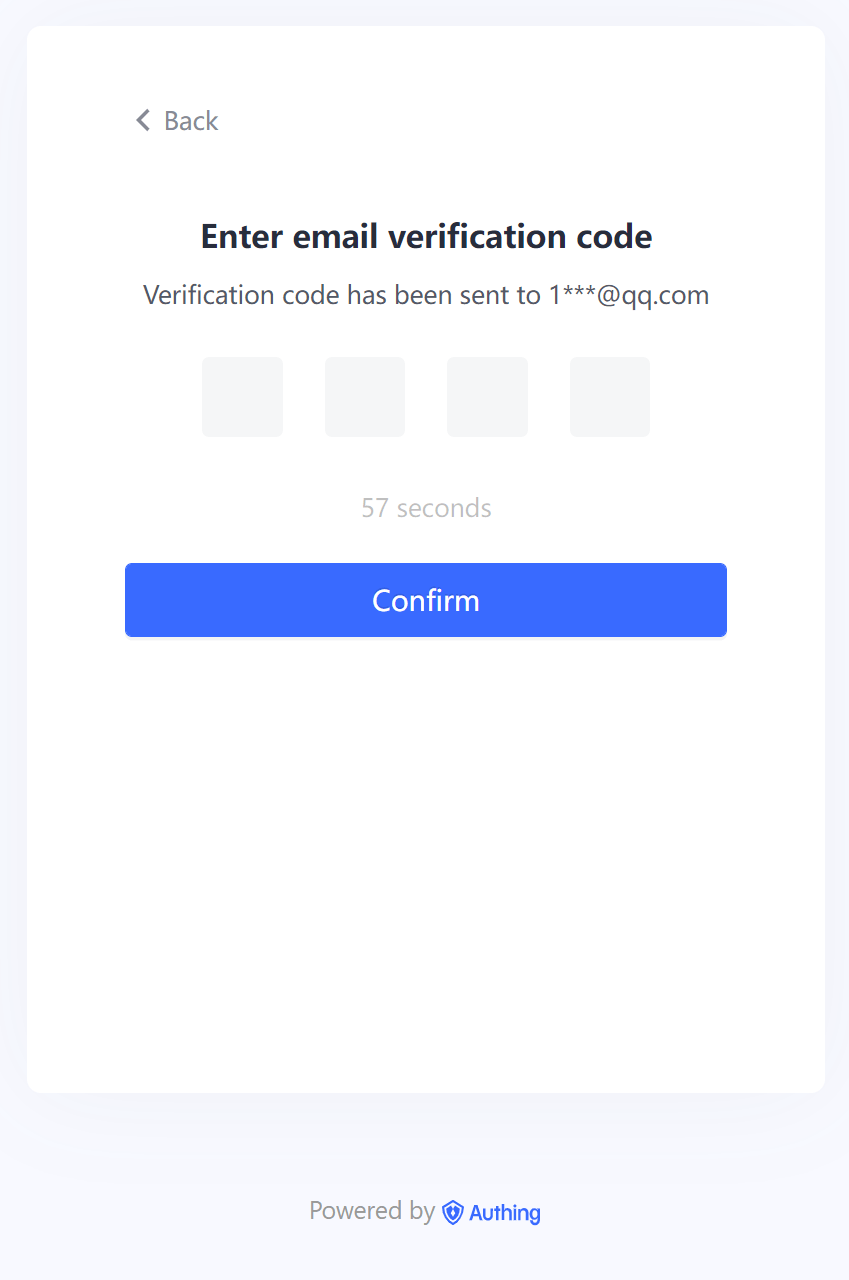 Back
Enter email verification code
Verification code has been sent to 1***@qq.com
57 seconds
Confirm
Powered by Authing